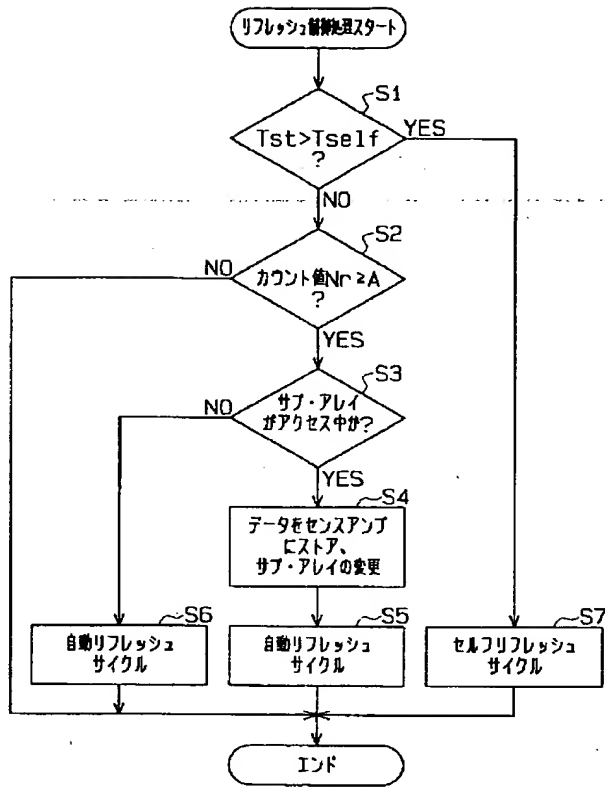 リフレッシュ制御処理スタート
S1
Tst>Tself
?
YES
NO
S2
カウント値Nr≧A
?
NO
YES
S3
サブ・アレイ
がアクセス中か?
NO
YES
S4
データをセンスアンプ
にストア、
サブ・アレイの変更
S6
自動リフレッシュ
サイクル
S5
自動リフレッシュ
サイクル
S7
セルフリフレッシュ
サイクル
エンド